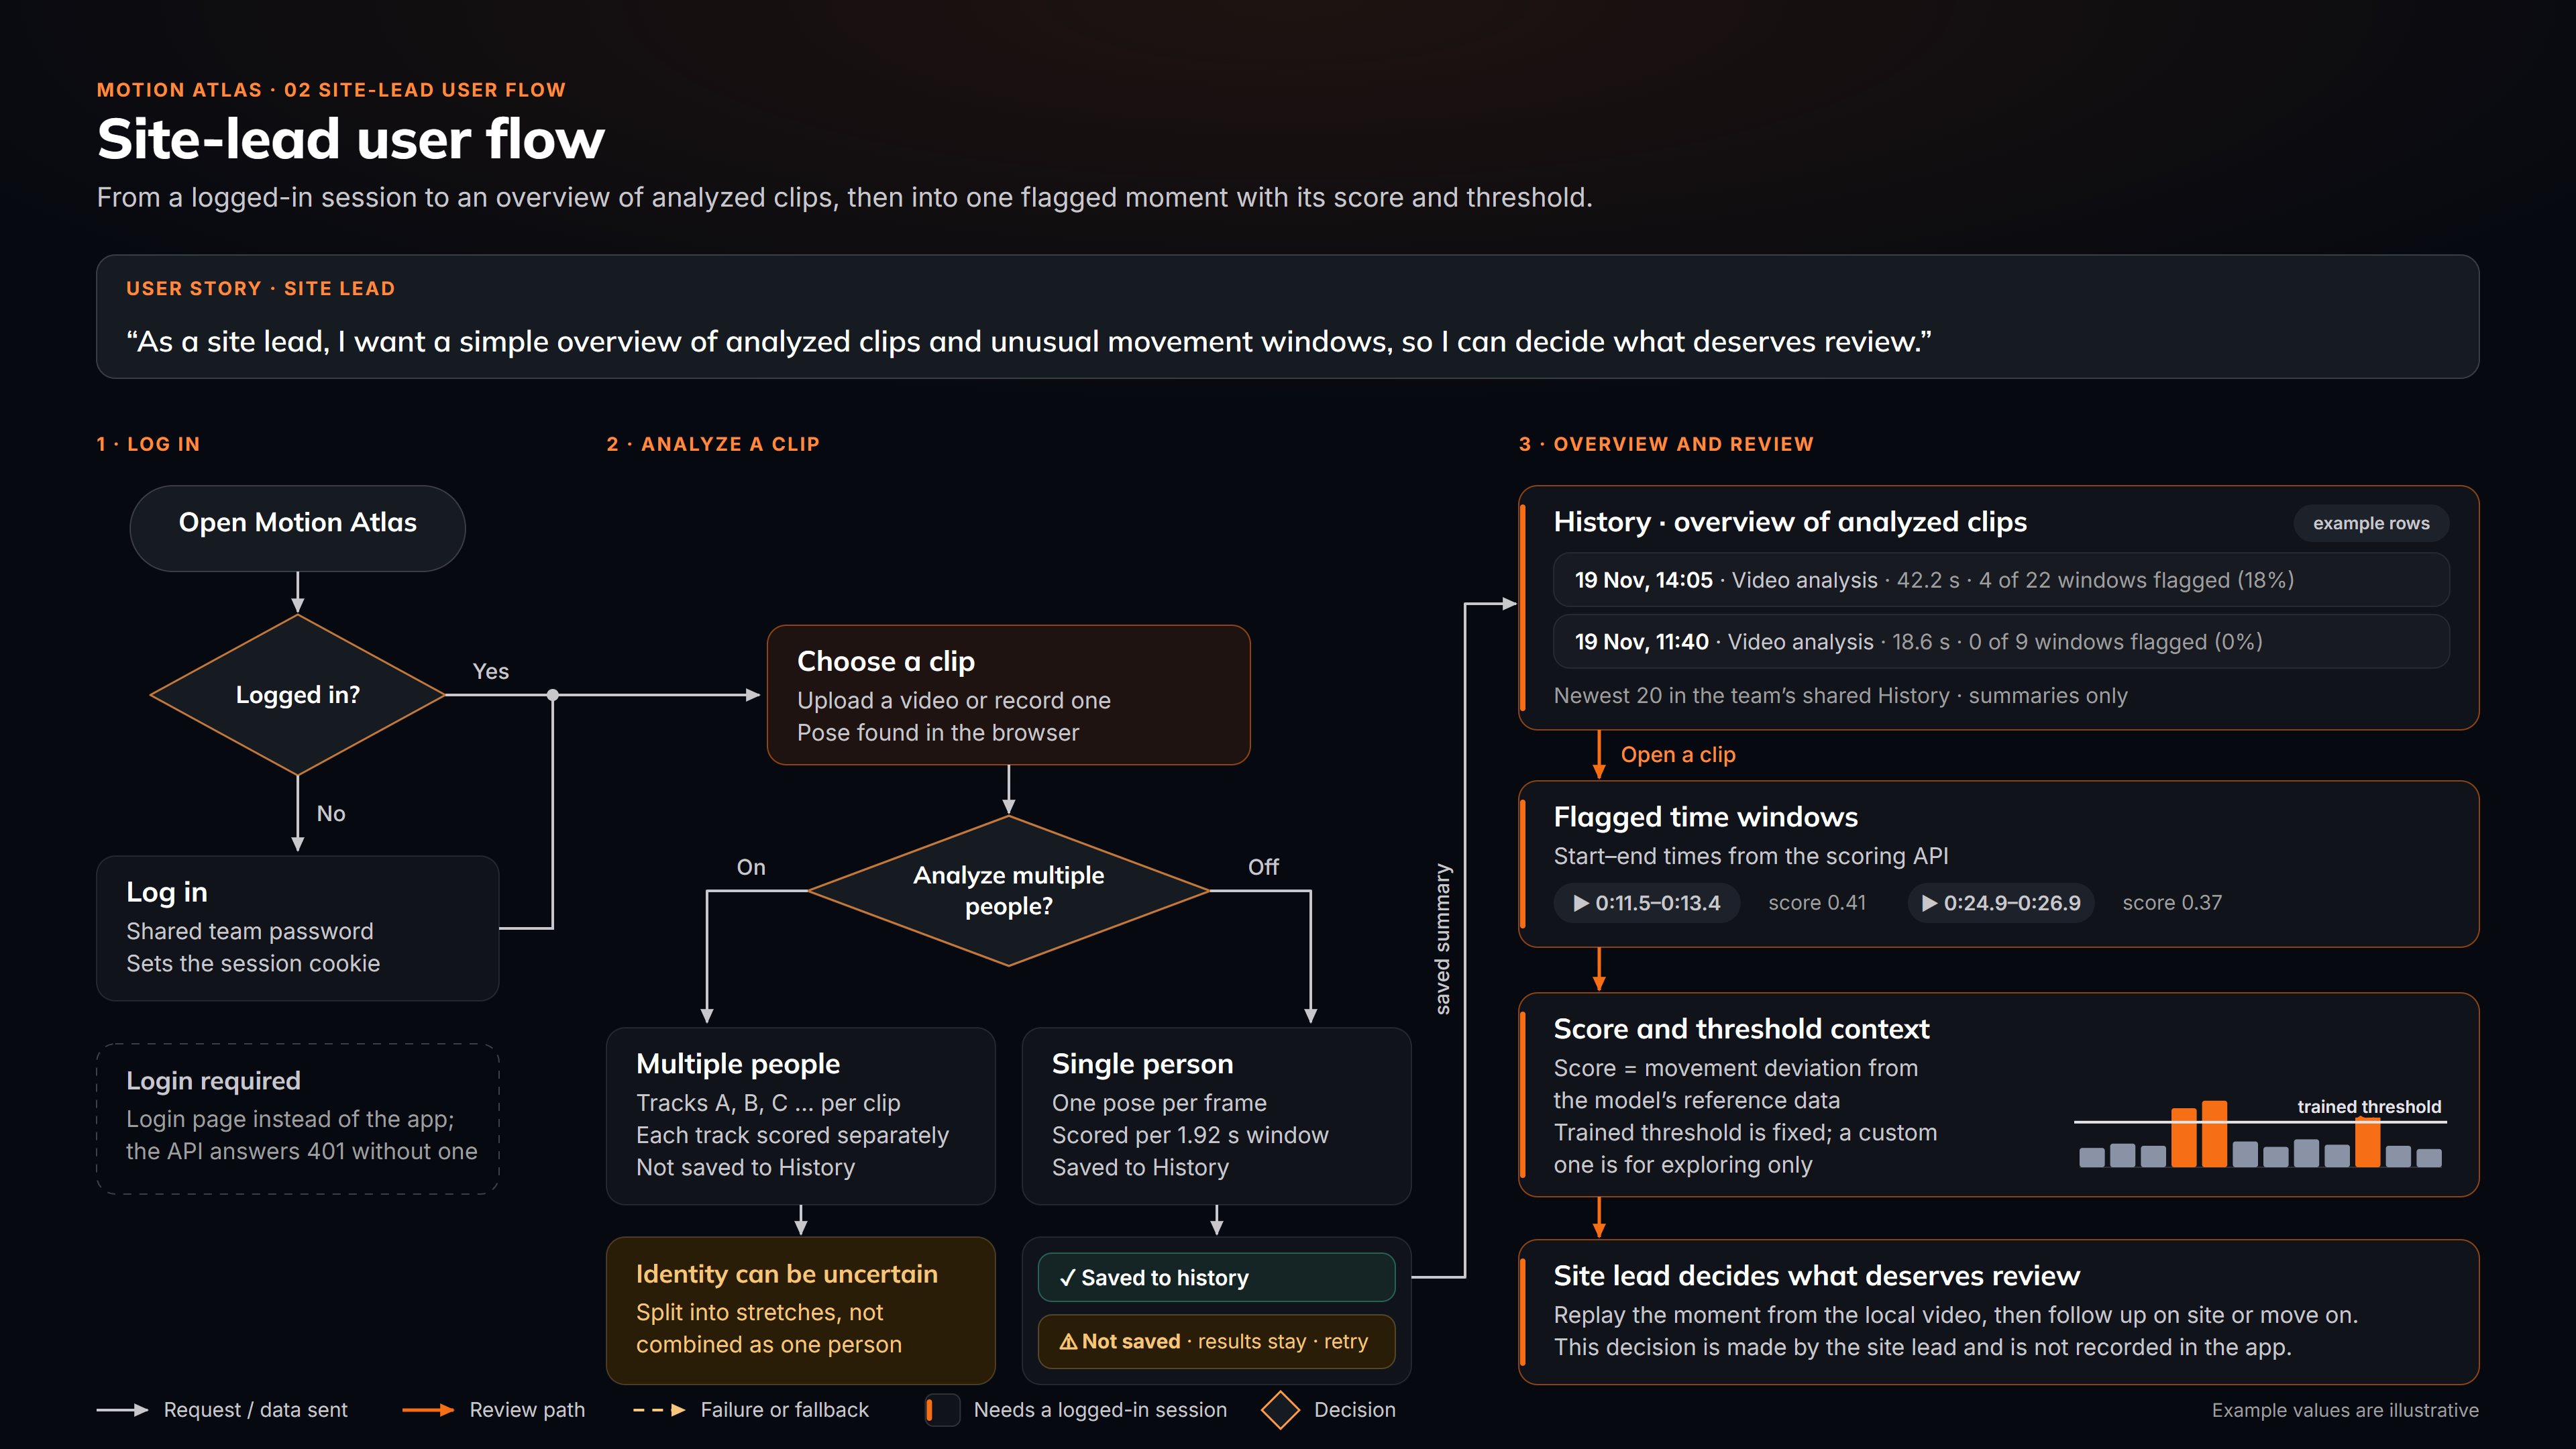 MOTION ATLAS · 02 SITE-LEAD USER FLOW
Site-lead user flow
From a logged-in session to an overview of analyzed clips, then into one flagged moment with its score and threshold.
USER STORY · SITE LEAD
“As a site lead, I want a simple overview of analyzed clips and unusual movement windows, so I can decide what deserves review.”
1 · LOG IN
Open Motion Atlas
Logged in?
Yes
No
Log in
Shared team password
Sets the session cookie
Login required
Login page instead of the app;
the API answers 401 without one
2 · ANALYZE A CLIP
Choose a clip
Upload a video or record one
Pose found in the browser
Analyze multiple
people?
On
Off
Multiple people
Tracks A, B, C ... per clip
Each track scored separately
Not saved to History
Identity can be uncertain
Split into stretches, not
combined as one person
Single person
One pose per frame
Scored per 1.92 s window
Saved to History
✓ Saved to history
⚠ Not saved · results stay · retry
saved summary
3 · OVERVIEW AND REVIEW
History · overview of analyzed clips
example rows
19 Nov, 14:05 · Video analysis · 42.2 s · 4 of 22 windows flagged (18%)
19 Nov, 11:40 · Video analysis · 18.6 s · 0 of 9 windows flagged (0%)
Newest 20 in the team’s shared History · summaries only
Open a clip
Flagged time windows
Start–end times from the scoring API
▶ 0:11.5–0:13.4 score 0.41 ▶ 0:24.9–0:26.9 score 0.37
Score and threshold context
Score = movement deviation from
the model’s reference data
Trained threshold is fixed; a custom
one is for exploring only
trained threshold
Site lead decides what deserves review
Replay the moment from the local video, then follow up on site or move on.
This decision is made by the site lead and is not recorded in the app.
Request / data sent
Review path
Failure or fallback
Needs a logged-in session
Decision
Example values are illustrative